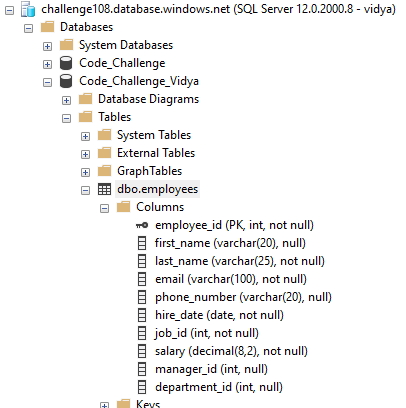 challenge108.database.windows.net (SQL Server 12.0.2000.8 - vidya)
Databases
System Databases
Code_Challenge
Code_Challenge_Vidya
Database Diagrams
Tables
System Tables
External Tables
GraphTables
dbo.employees
Columns
employee_id (PK, int, not null)
first_name (varchar(20), null)
last_name (varchar(25), null)
email (varchar(100), null)
phone_number (varchar(20), null)
hire_date (date, not null)
job_id (int, not null)
salary (decimal(8,2), not null)
manager_id (int, null)
department_id (int, null)
Keys